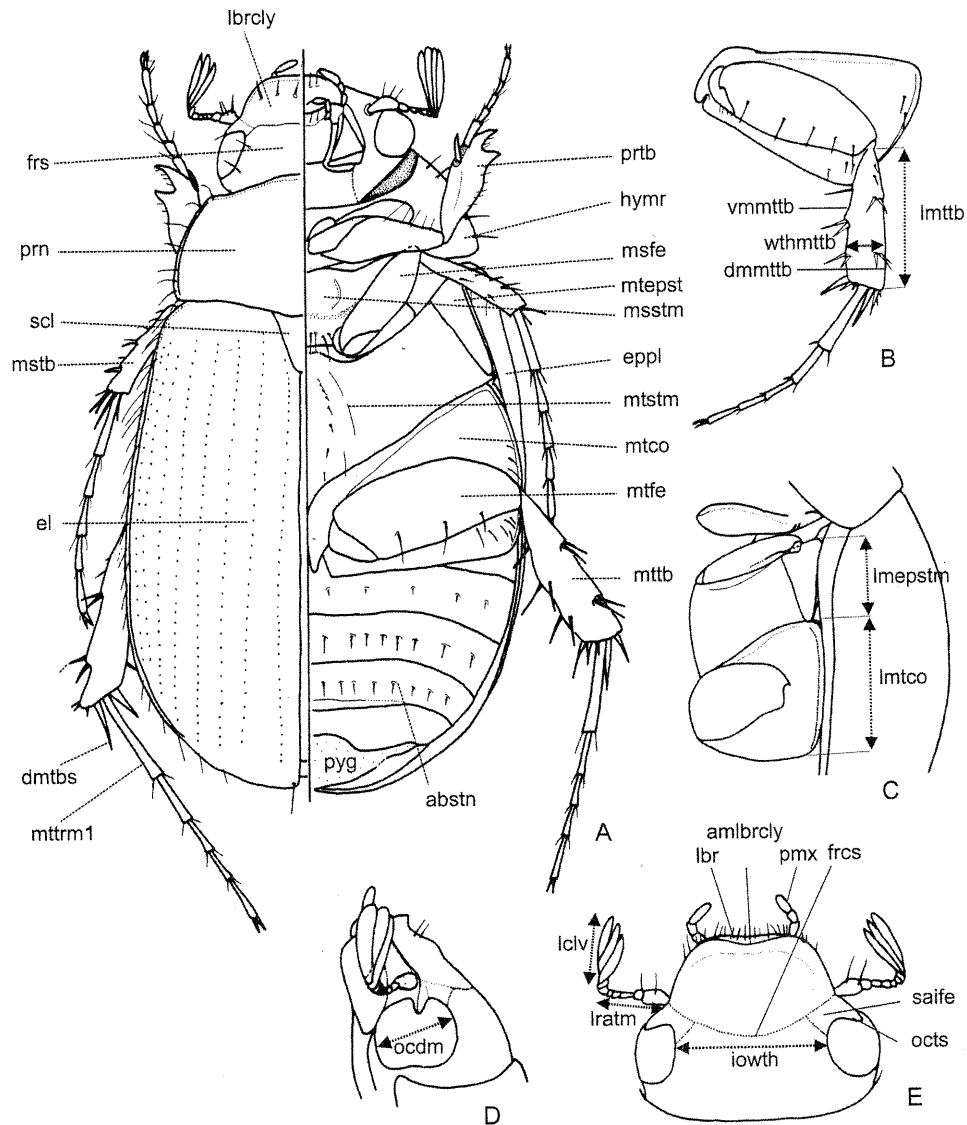 lbrcly
frs
prn
scl
mstb
el
dmtbs
mttrm1
prtb
hymr
msfe
mtepst
msstm
eppl
mtstm
mtco
mtfe
mttb
pyg
abstn
A
vmmttb
wthmttb
dmmttb
lmttb
B
lmepstm
lmtco
C
ocdm
D
amlbrcly
lbr
pmx
frcs
lclv
lratm
iowth
saife
octs
E